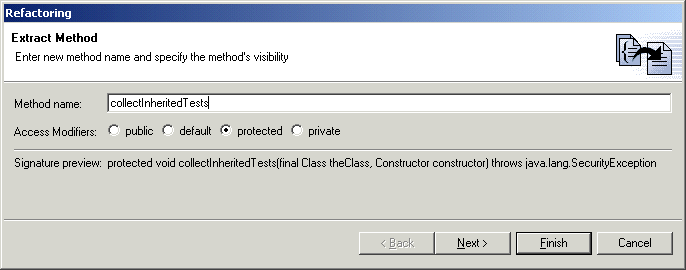 Refactoring
Extract Method
Enter new method name and specify the method's visibility
Method name: collectInheritedTests
Access Modifiers: public default protected private
Signature preview: protected void collectInheritedTests(final Class theClass, Constructor constructor) throws java.lang.SecurityException
< Back Next > Finish Cancel